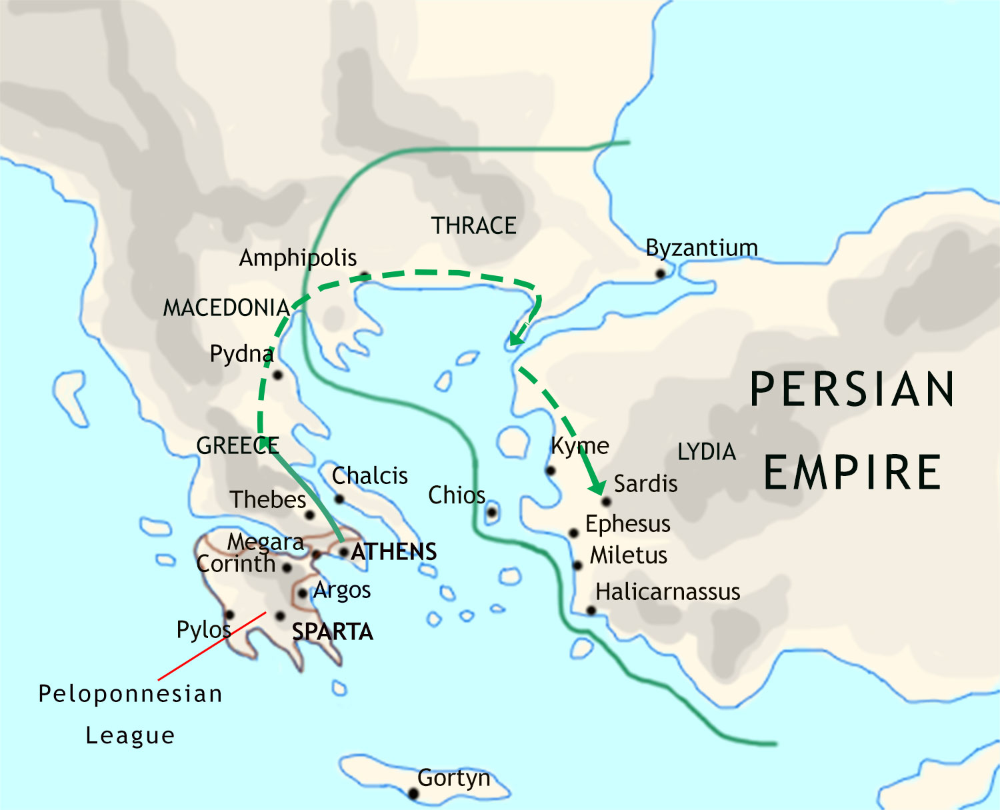 THRACE
Byzantium
Amphipolis
MACEDONIA
Pydna
PERSIAN
EMPIRE
GREECE
Kyme
LYDIA
Chalcis
Sardis
Chios
Thebes
Ephesus
Megara
ATHENS
Miletus
Corinth
Argos
Halicarnassus
Pylos
SPARTA
Peloponnesian
League
Gortyn